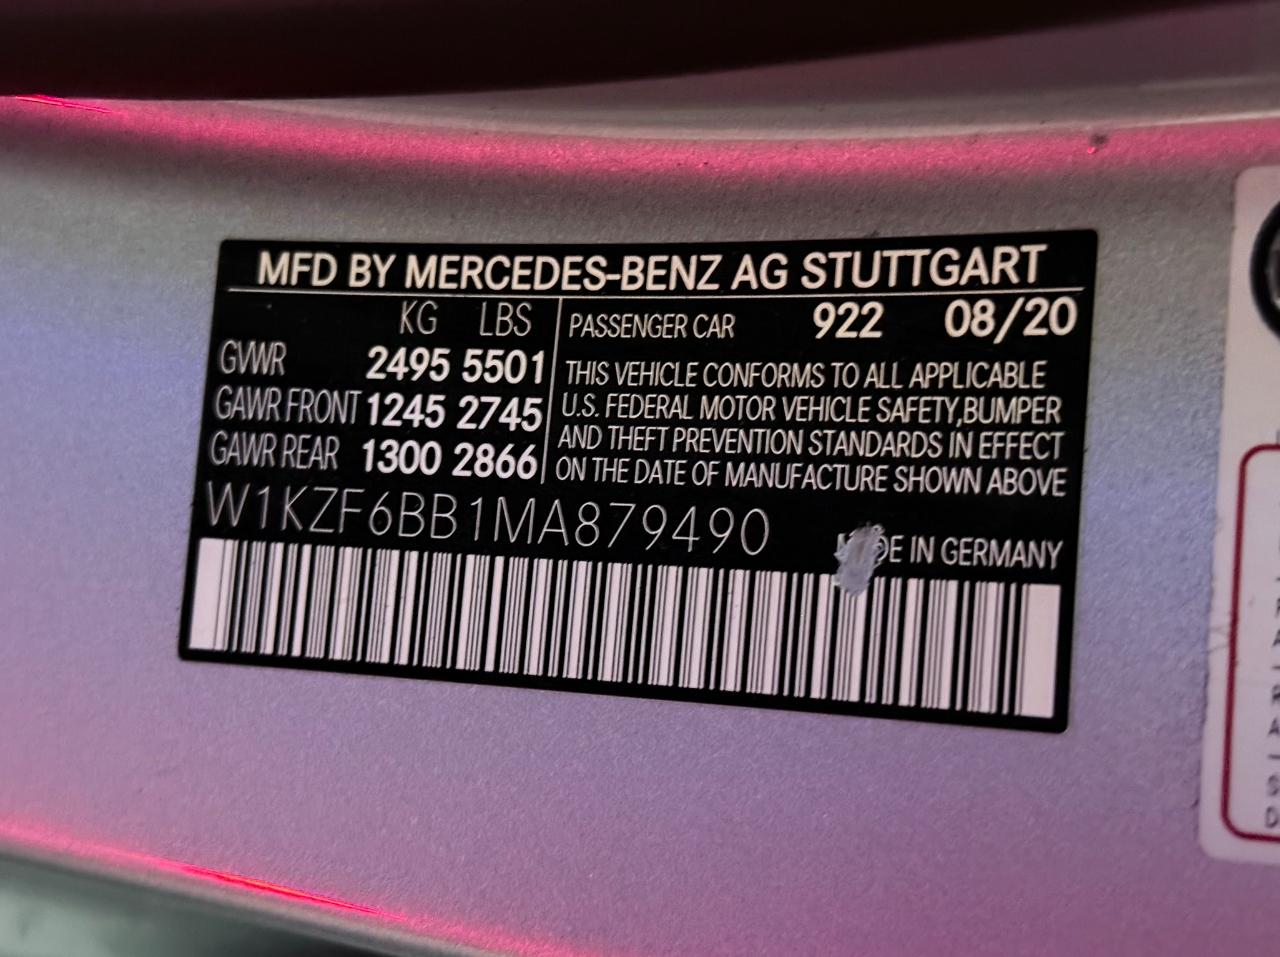 MFD BY MERCEDES-BENZ AG STUTTGART
KG LBS
GVWR 2495 5501
GAWR FRONT 1245 2745
GAWR REAR 1300 2866
PASSENGER CAR 922 08/20
THIS VEHICLE CONFORMS TO ALL APPLICABLE
U.S. FEDERAL MOTOR VEHICLE SAFETY,BUMPER
AND THEFT PREVENTION STANDARDS IN EFFECT
ON THE DATE OF MANUFACTURE SHOWN ABOVE
W1KZF6BB1MA879490
MADE IN GERMANY